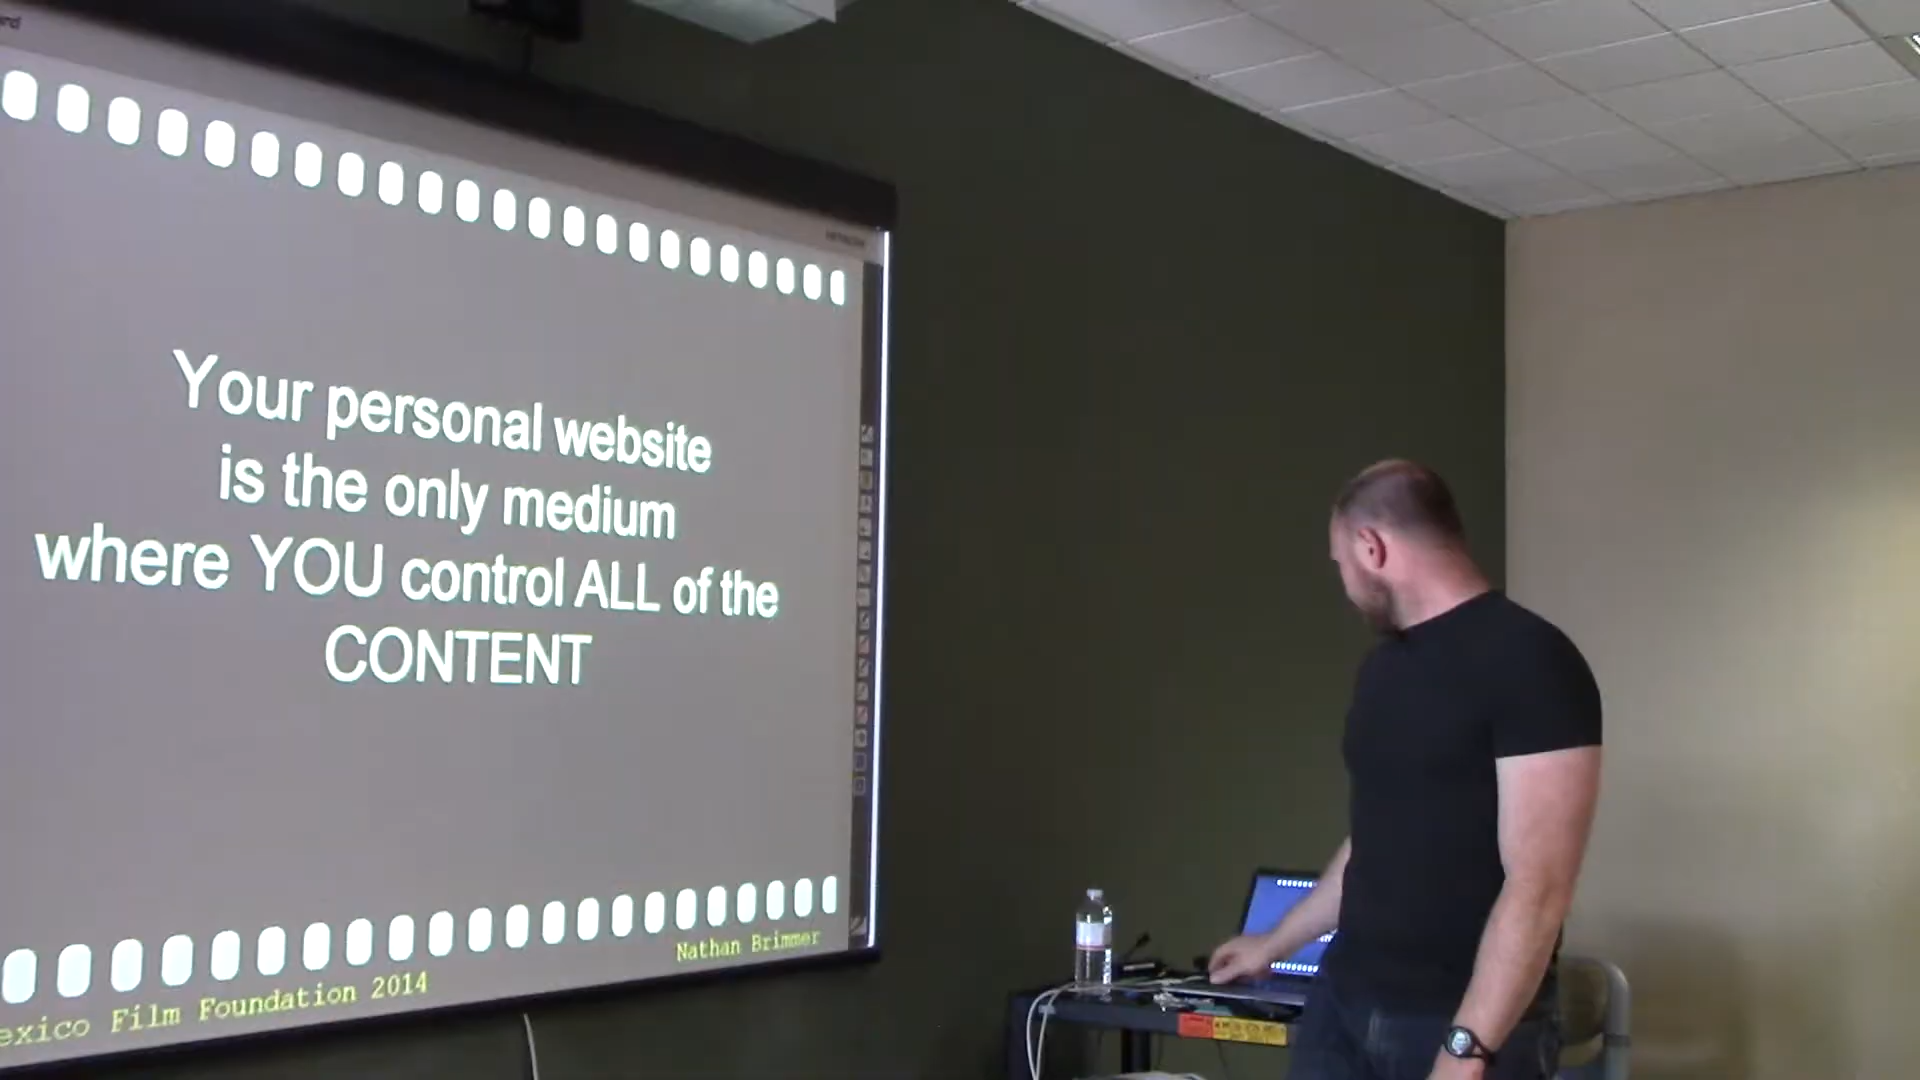 Your personal website
is the only medium
where YOU control ALL of the
CONTENT
Nathan Brimmer
exico Film Foundation 2014
HITACHI